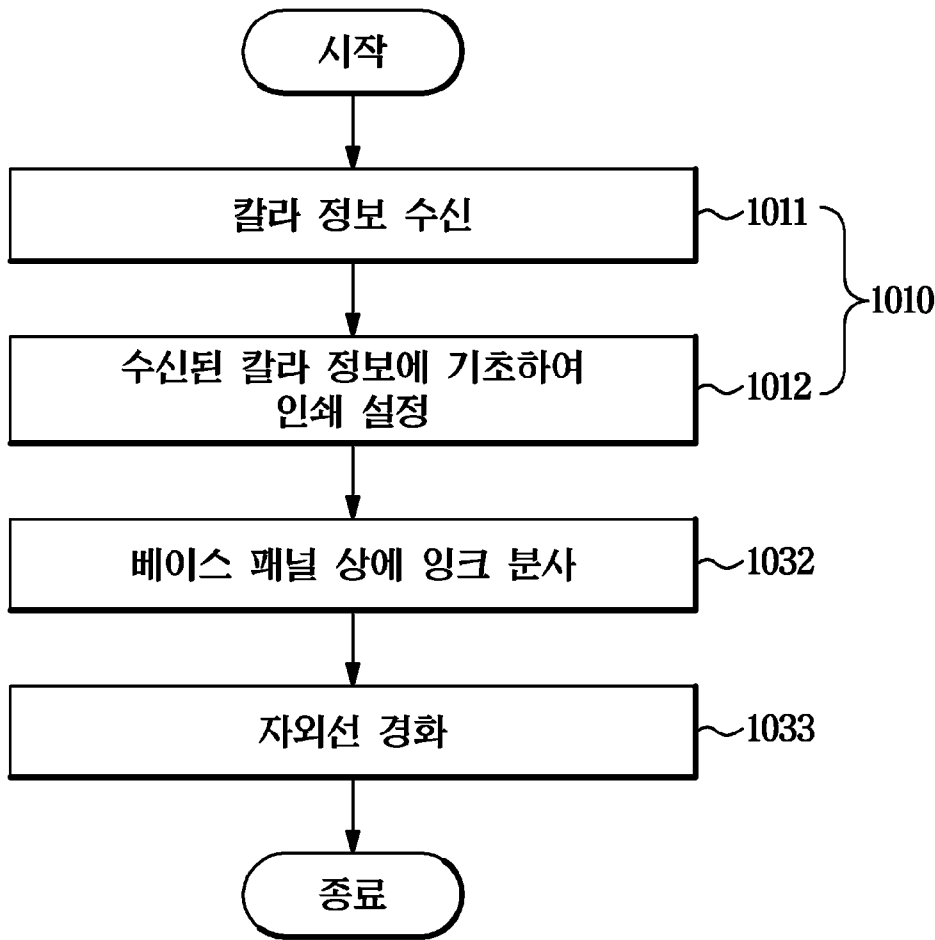 시작
칼라 정보 수신
1011
1010
수신된 칼라 정보에 기초하여
인쇄 설정
1012
베이스 패널 상에 잉크 분사
1032
자외선 경화
1033
종료